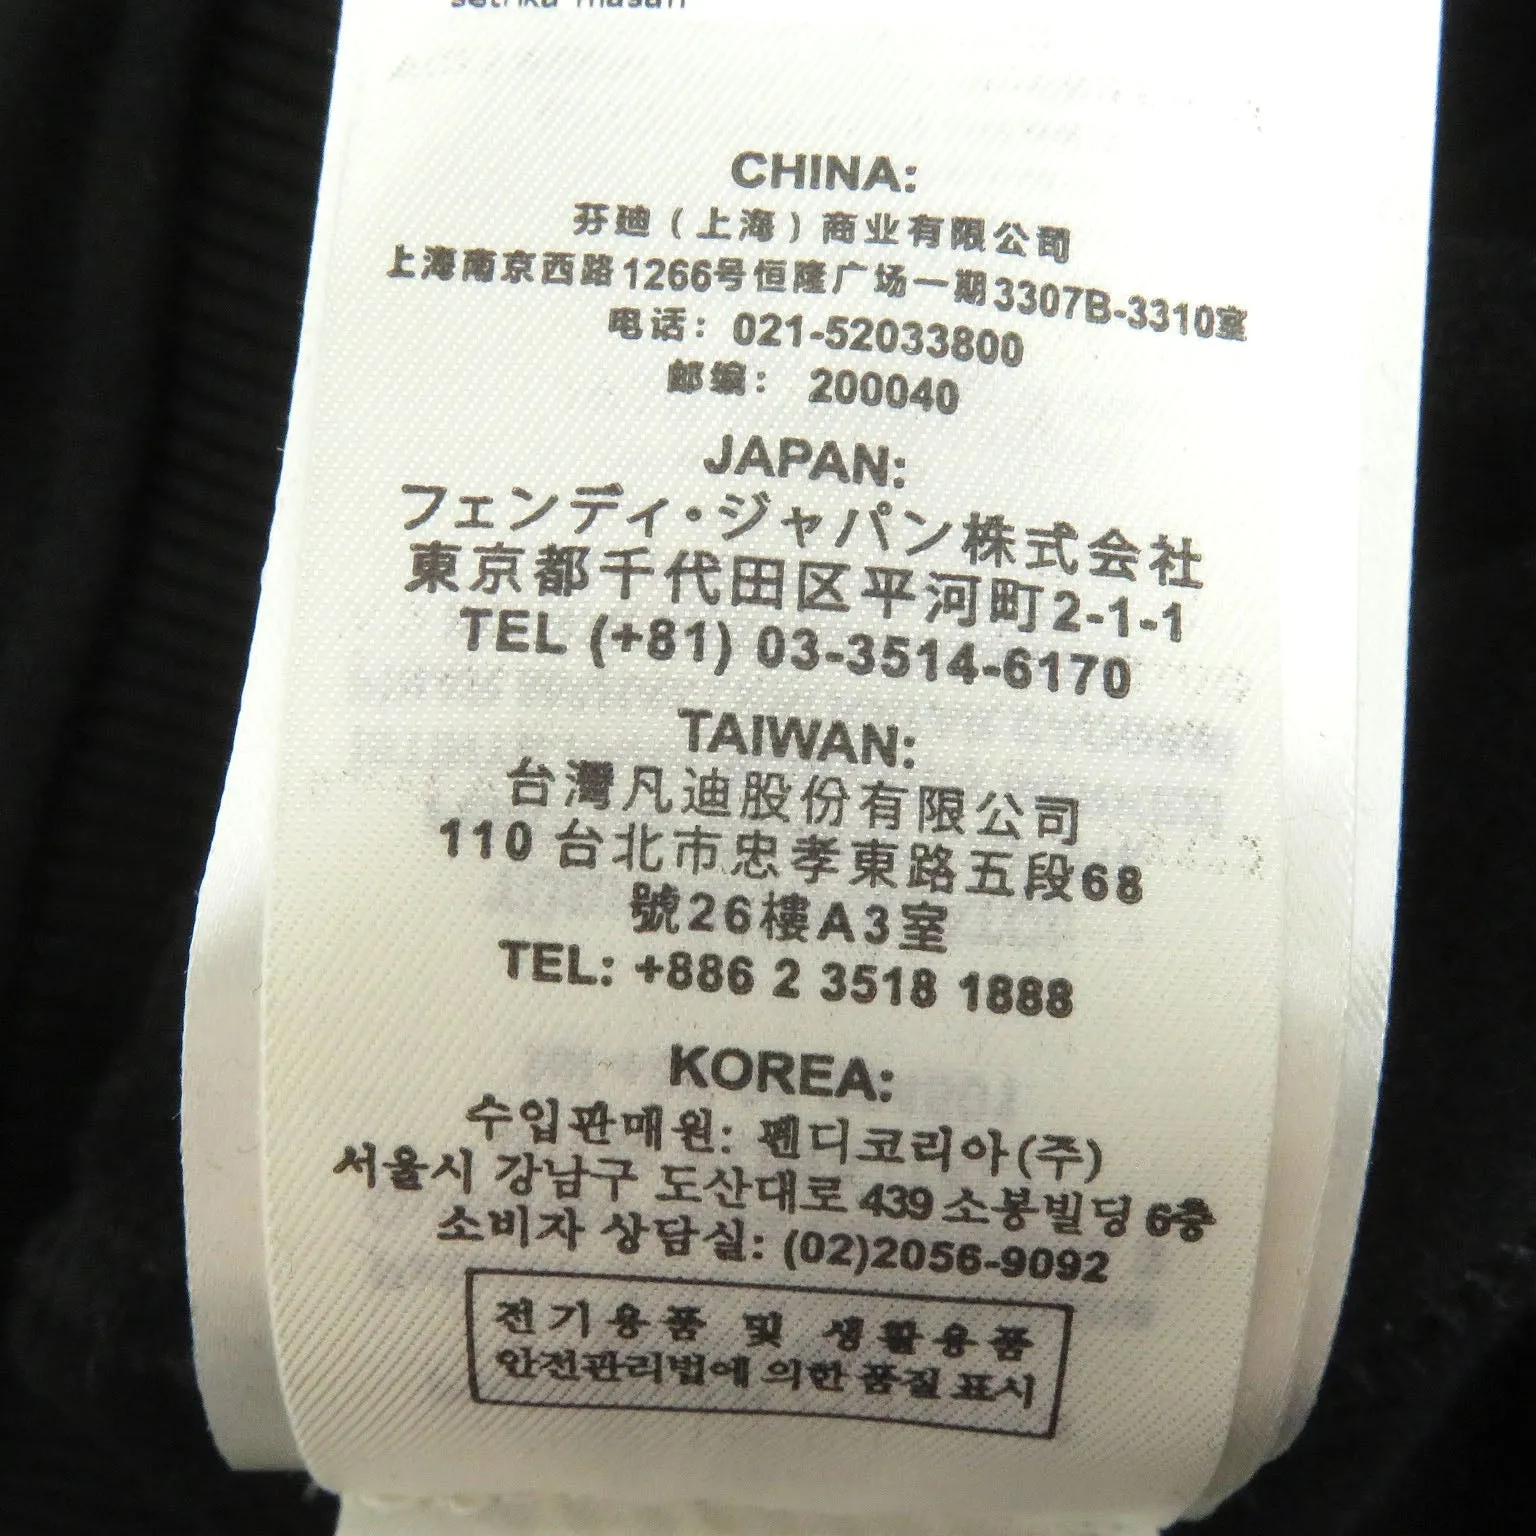 CHINA:
芬迪（上海）商业有限公司
上海南京西路1266号恒隆广场一期3307B-3310室
电话：021-52033800
邮编： 200040
JAPAN:
フェンディ・ジャパン株式会社
東京都千代田区平河町2-1-1
TEL (+81) 03-3514-6170
TAIWAN:
台灣凡迪股份有限公司
110 台北市忠孝東路五段68
號26樓A3室
TEL: +886 2 3518 1888
KOREA:
수입판매원: 펜디코리아(주)
서울시 강남구 도산대로 439 소봉빌딩 6층
소비자 상담실: (02)2056-9092
전기용품 및 생활용품
안전관리법에 의한 품질표시